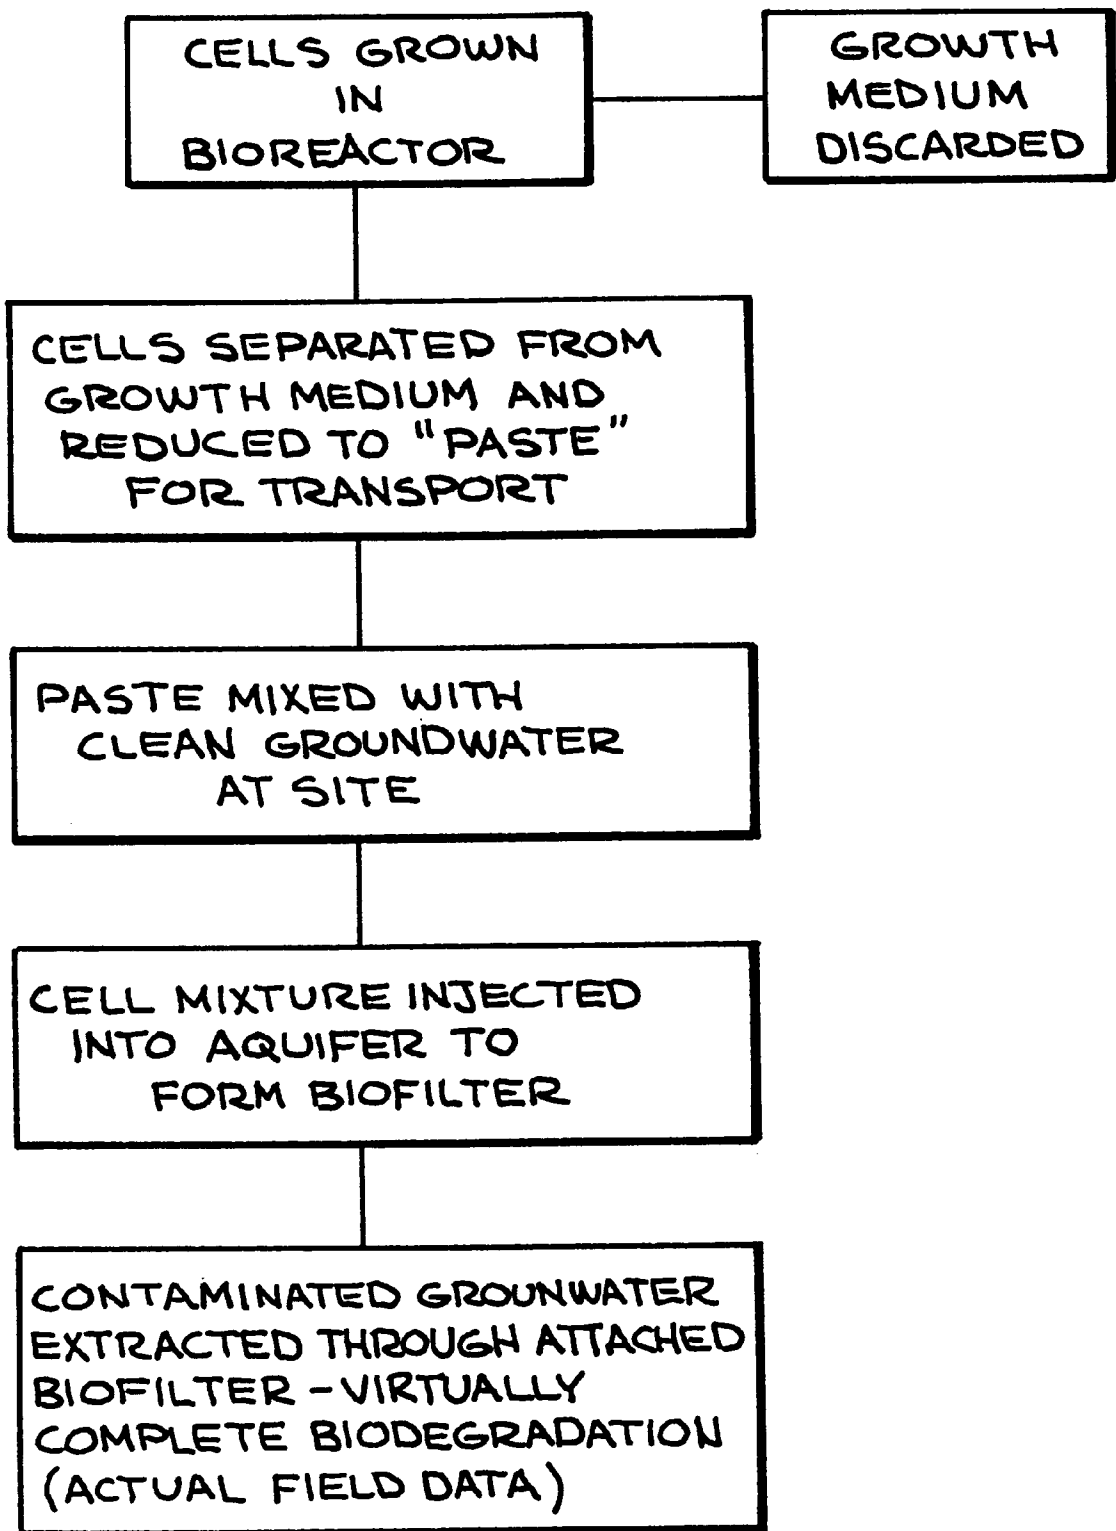 CELLS GROWN
IN
BIOREACTOR
GROWTH
MEDIUM
DISCARDED
CELLS SEPARATED FROM
GROWTH MEDIUM AND
REDUCED TO "PASTE"
FOR TRANSPORT
PASTE MIXED WITH
CLEAN GROUNDWATER
AT SITE
CELL MIXTURE INJECTED
INTO AQUIFER TO
FORM BIOFILTER
CONTAMINATED GROUNWATER
EXTRACTED THROUGH ATTACHED
BIOFILTER - VIRTUALLY
COMPLETE BIODEGRADATION
(ACTUAL FIELD DATA)